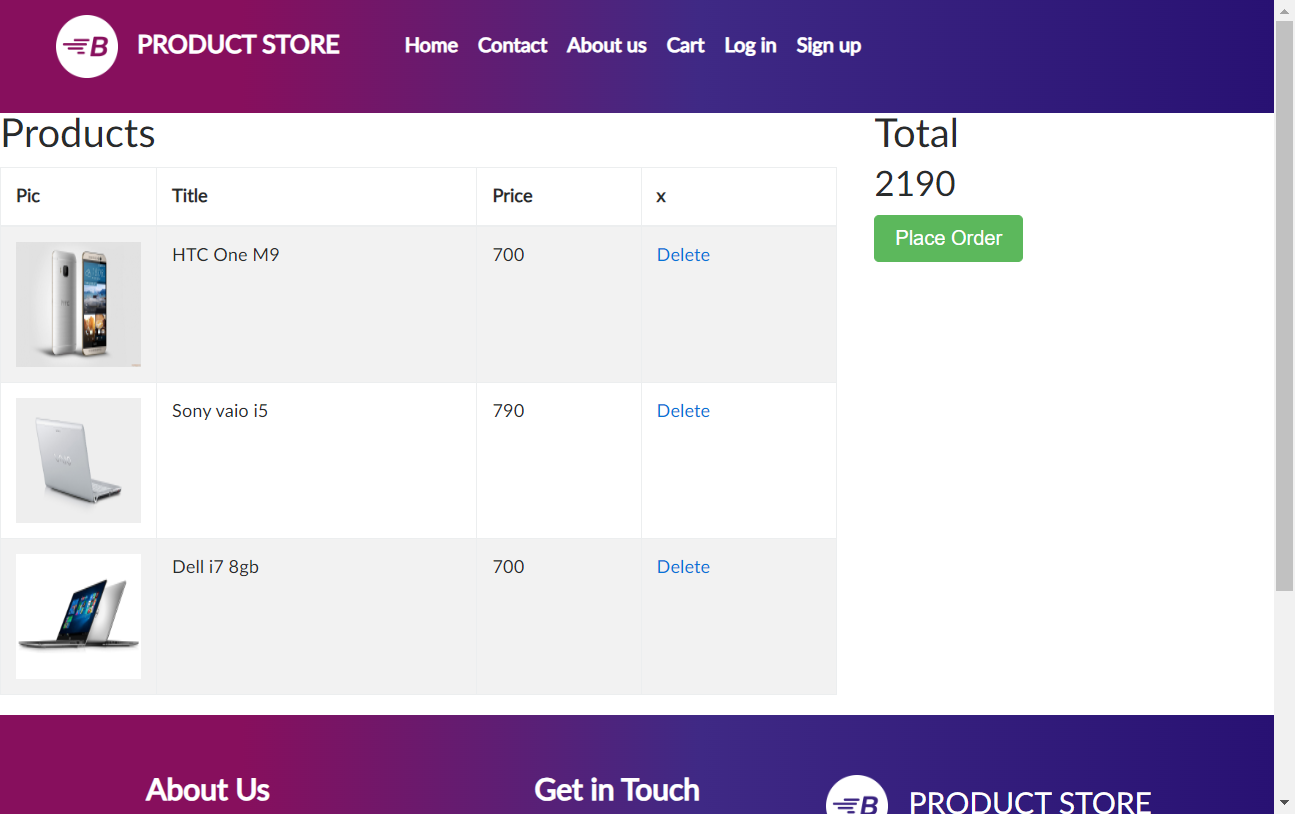 B PRODUCT STORE Home Contact About us Cart Log in Sign up
Products
Total
2190
Place Order
Pic Title Price x
HTC One M9 700 Delete
Sony vaio i5 790 Delete
VAIO
Dell i7 8gb 700 Delete
About Us Get in Touch B PRODUCT STORE